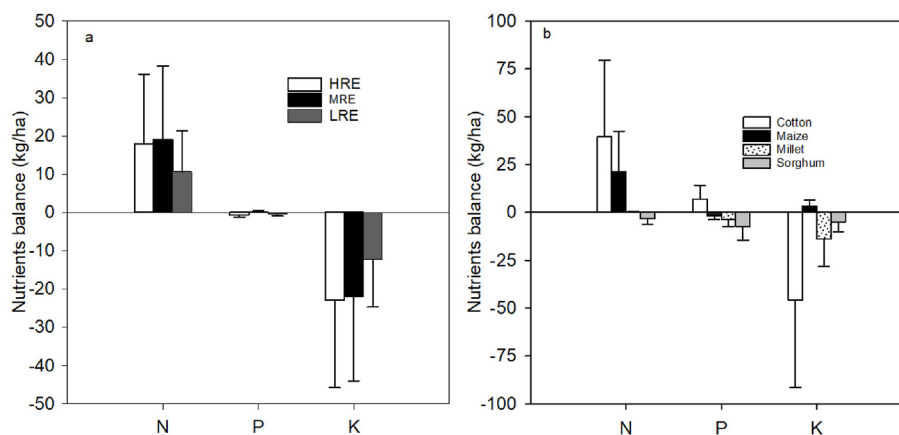 a
Nutrients balance (kg/ha)
50
40
30
20
10
0
-10
-20
-30
-40
-50
HRE
MRE
LRE
N P K
b
Nutrients balance (kg/ha)
100
75
50
25
0
-25
-50
-75
-100
Cotton
Maize
Millet
Sorghum
N P K